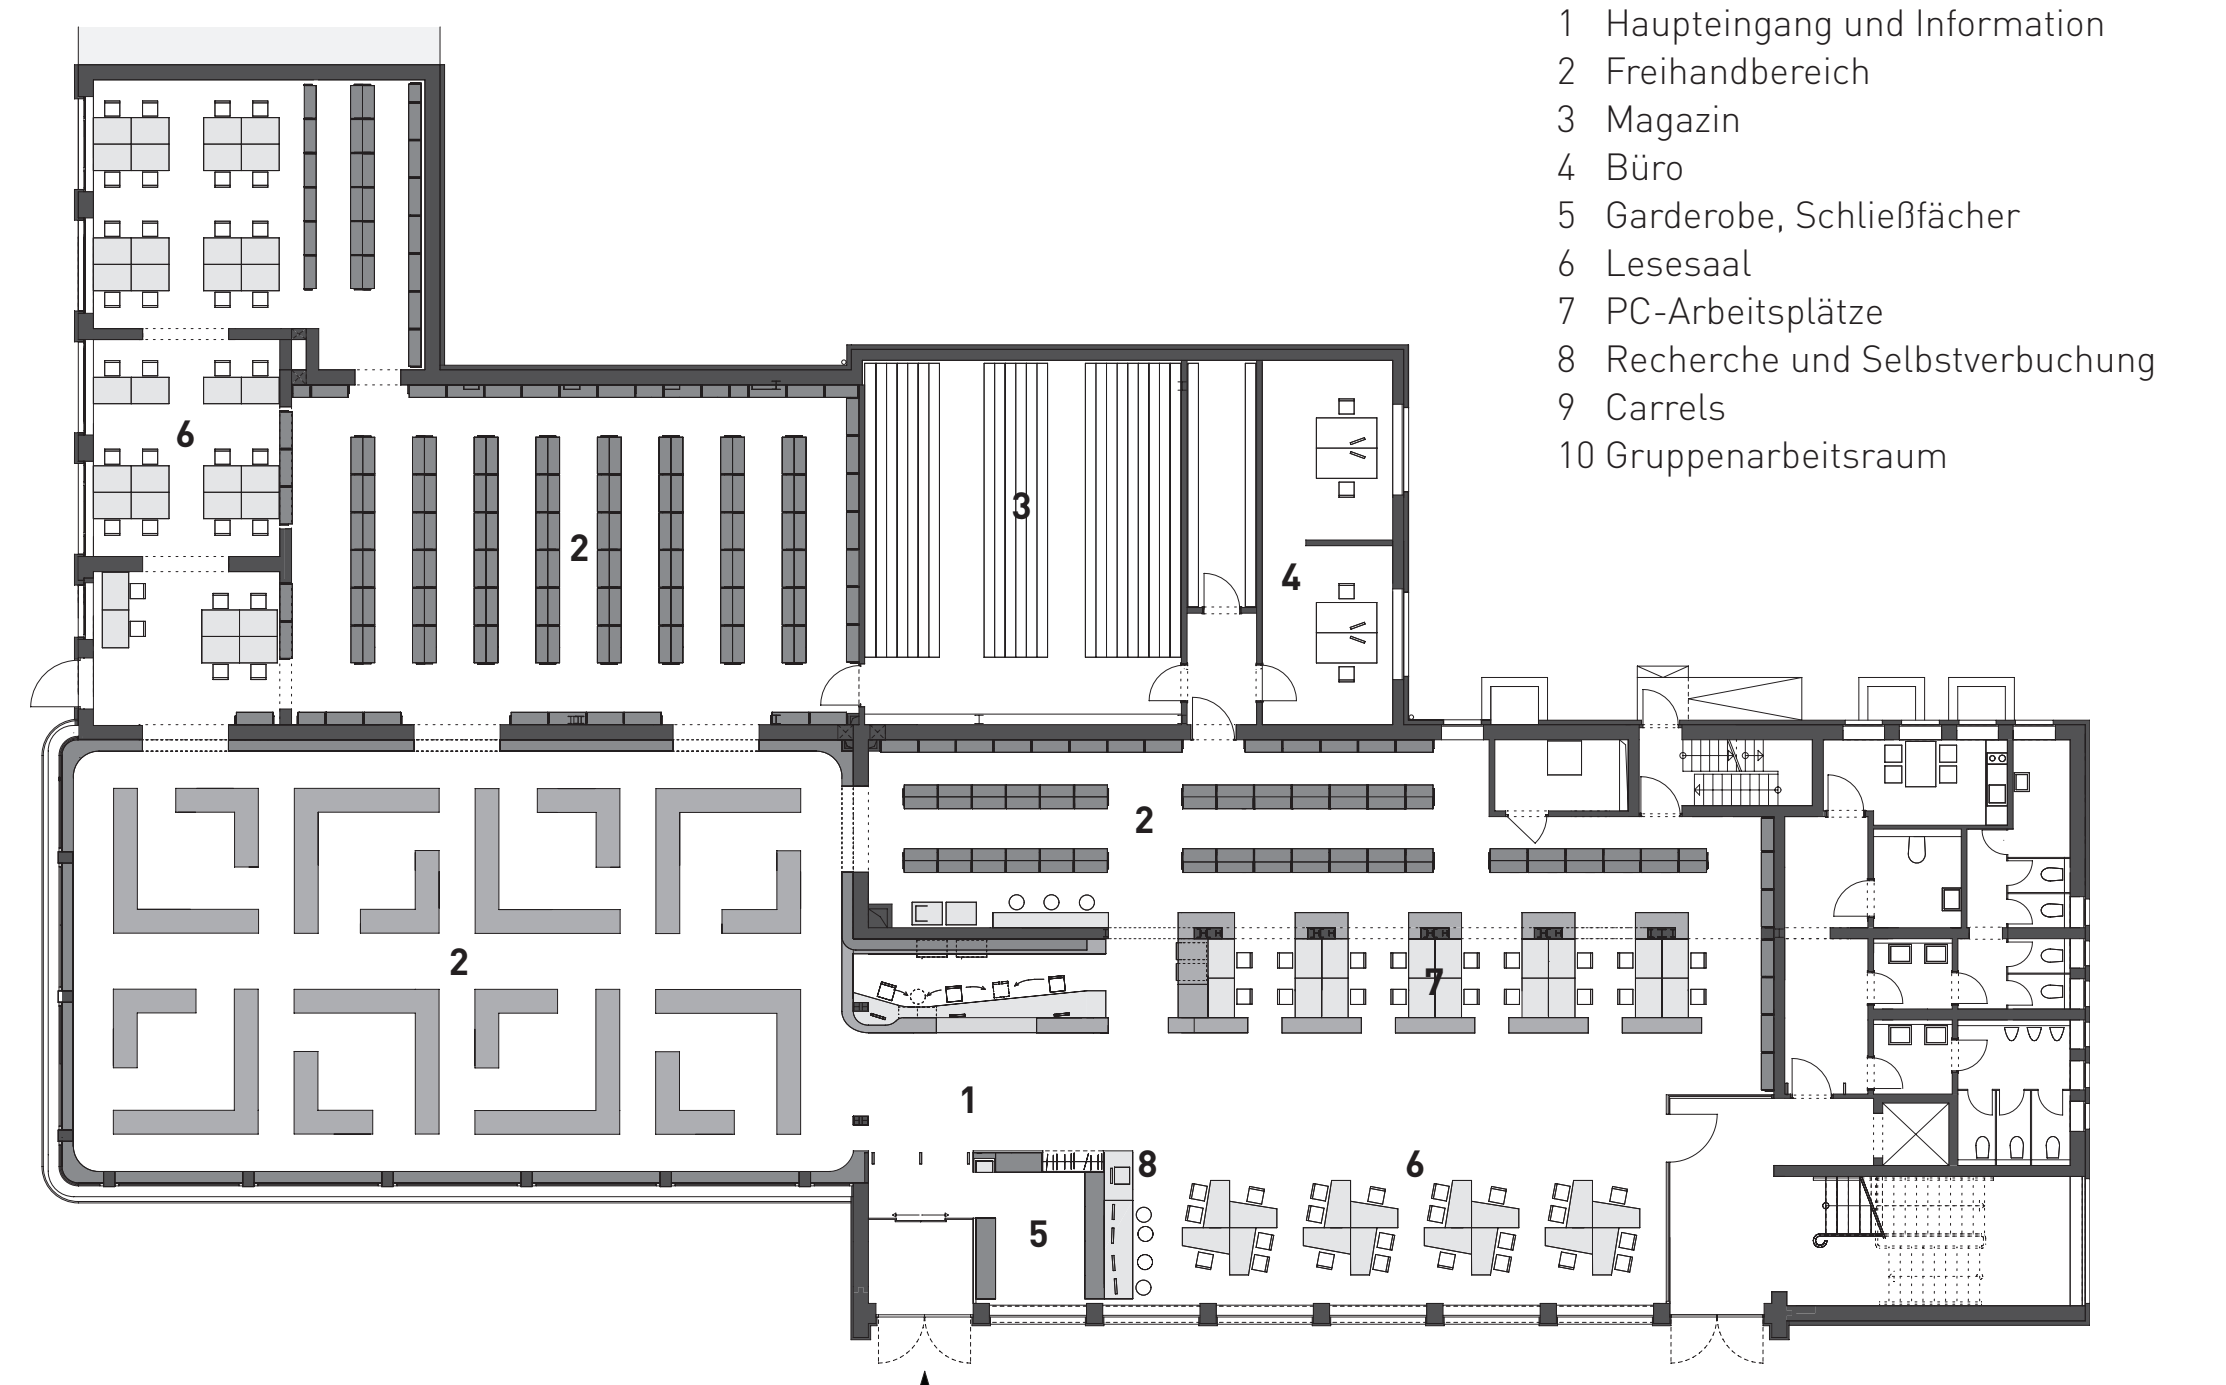 1 Haupteingang und Information
2 Freihandbereich
3 Magazin
4 Büro
5 Garderobe, Schließfächer
6 Lesesaal
7 PC-Arbeitsplätze
8 Recherche und Selbstverbuchung
9 Carrels
10 Gruppenarbeitsraum
6
2
3
4
2
2
7
1
8
6
5